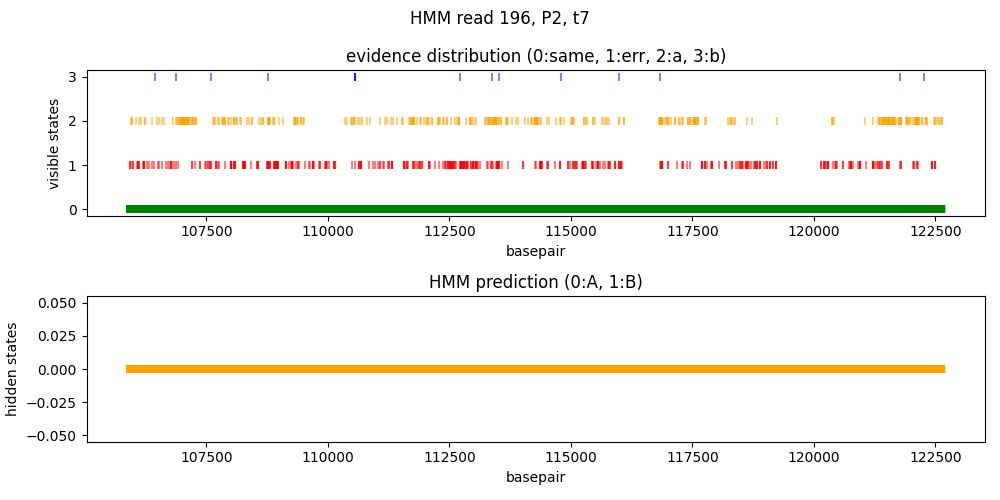 HMM read 196, P2, t7
evidence distribution (0:same, 1:err, 2:a, 3:b)
visible states
3
2
1
0
107500 110000 112500 115000 117500 120000 122500
basepair
HMM prediction (0:A, 1:B)
hidden states
0.050
0.025
0.000
−0.025
−0.050
107500 110000 112500 115000 117500 120000 122500
basepair